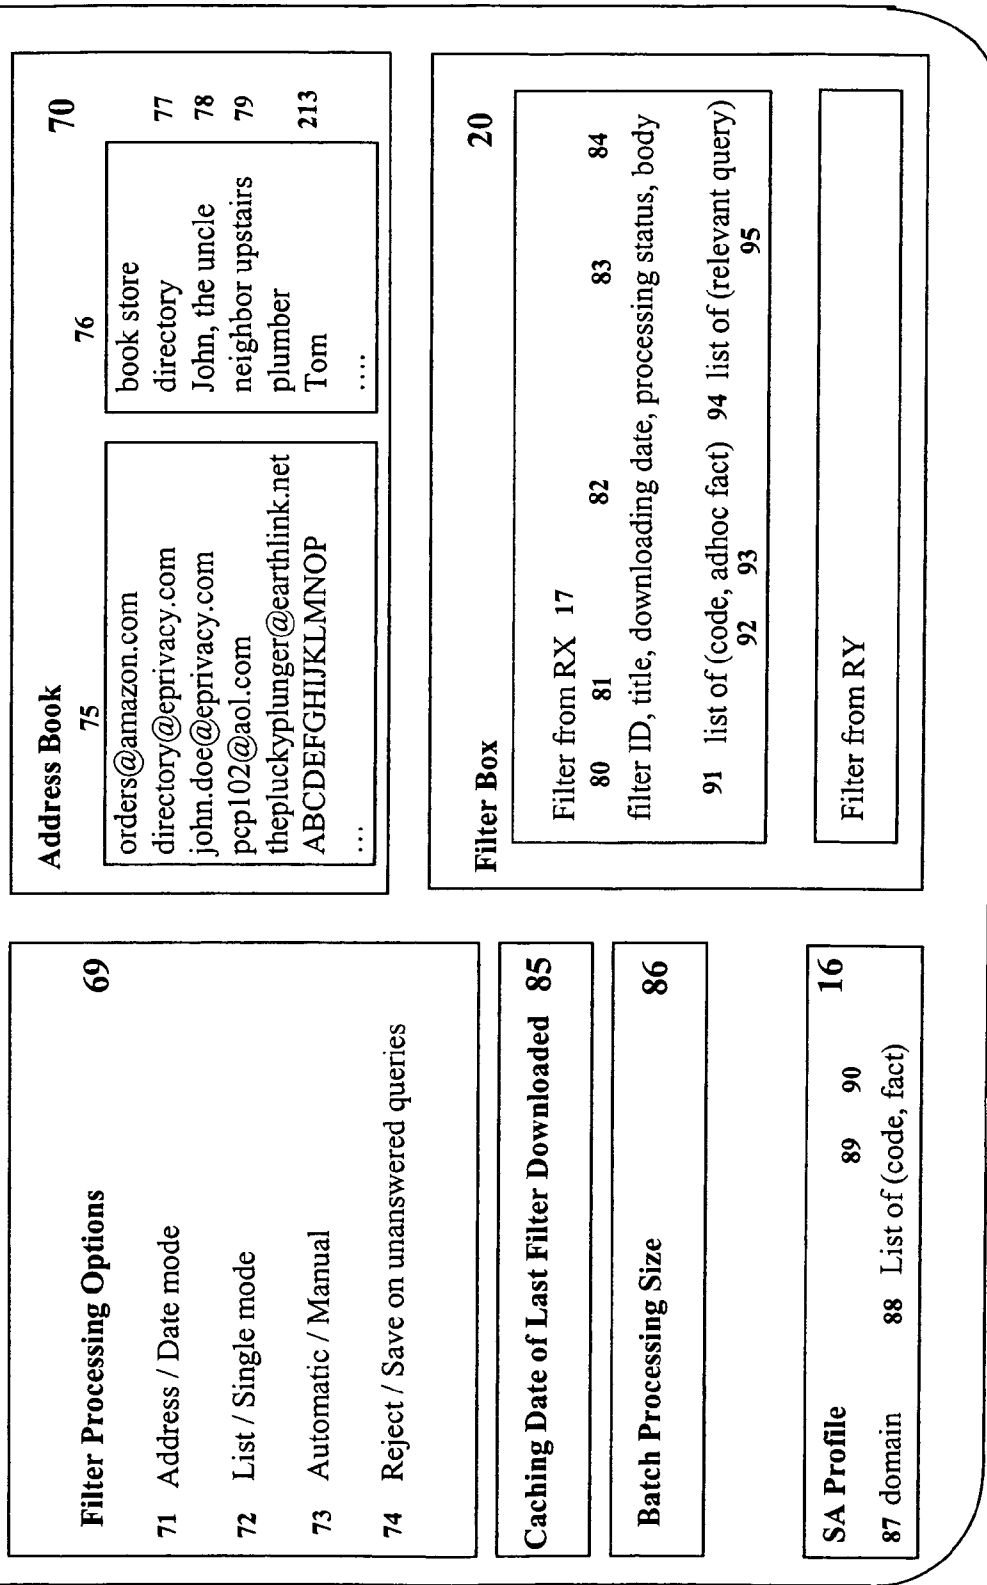 Filter Processing Options 69
71 Address / Date mode
72 List / Single mode
73 Automatic / Manual
74 Reject / Save on unanswered queries
Caching Date of Last Filter Downloaded 85
Batch Processing Size 86
SA Profile 16
89 90
87 domain 88 List of (code, fact)
Address Book 70
75 76
orders@amazon.com
directory@eprivacy.com
john.doe@eprivacy.com
pcp102@aol.com
thepluckyplunger@earthlink.net
ABCDEFGHIJKLMNOP
...
book store
directory 77
John, the uncle 78
neighbor upstairs 79
plumber
Tom 213
....
Filter Box 20
Filter from RX 17
80 81 82 83 84
filter ID, title, downloading date, processing status, body
91 list of (code, adhoc fact) 94 list of (relevant query)
92 93 95
Filter from RY